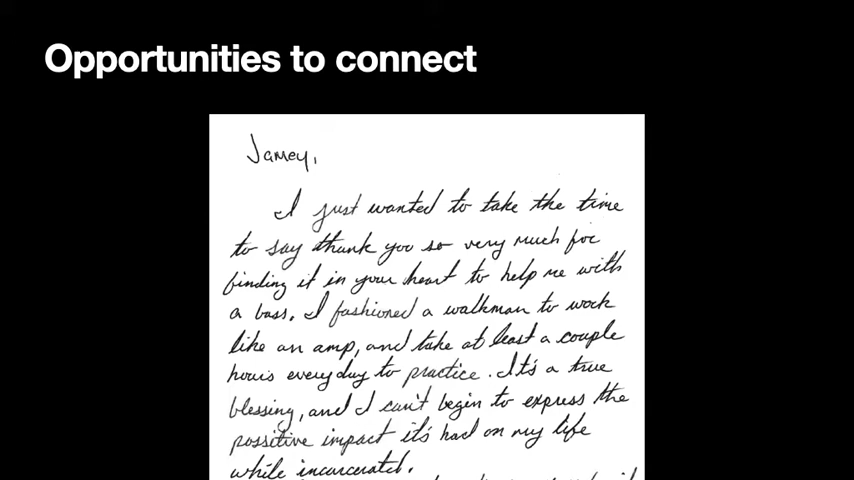 Opportunities to connect
Jamey,
I just wanted to take the time
to say thank you so very much for
finding it in your heart to help me with
a bass. I fashioned a walkman to work
like an amp, and take at least a couple
hours everyday to practice. It's a true
blessing, and I can't begin to express the
possitive impact it's had on my life
while incarcerated.